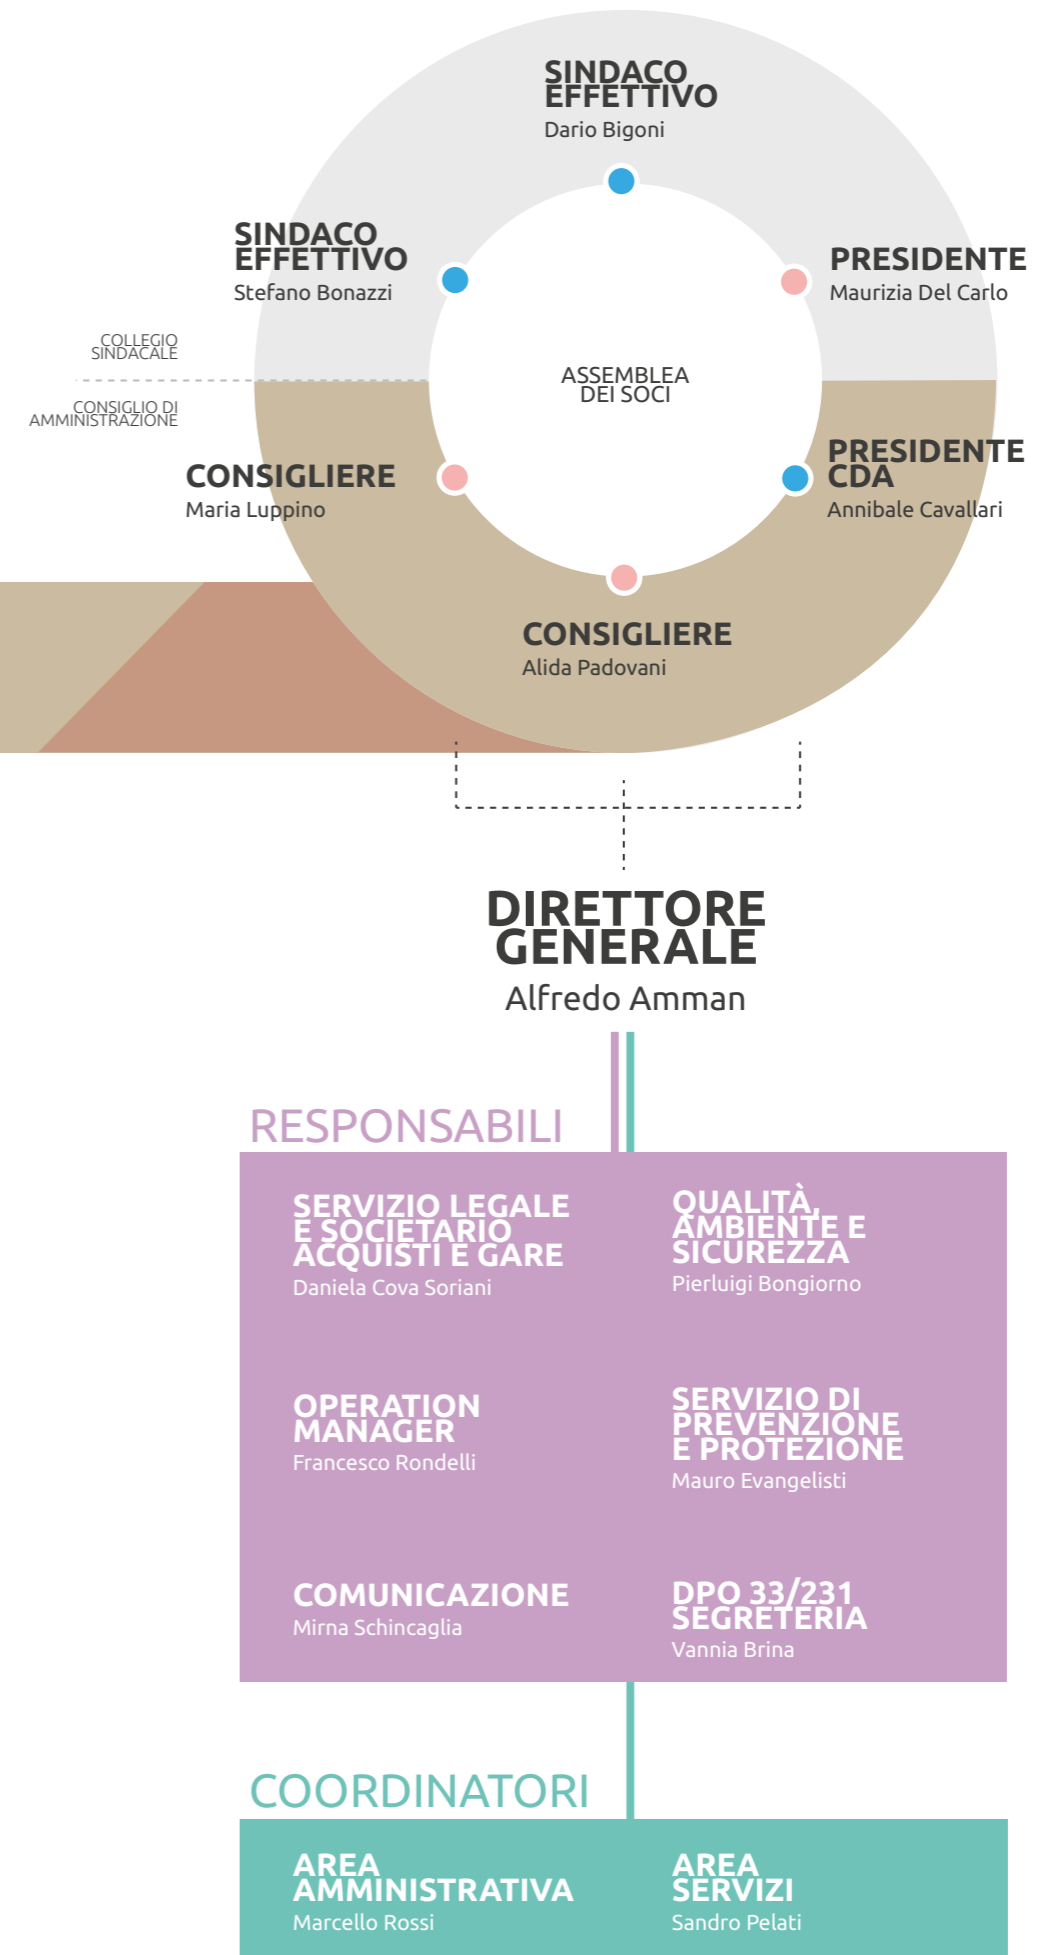 SINDACO
EFFETTIVO
Dario Bigoni
SINDACO
EFFETTIVO
Stefano Bonazzi
PRESIDENTE
Maurizia Del Carlo
COLLEGIO
SINDACALE
CONSIGLIO DI
AMMINISTRAZIONE
ASSEMBLEA
DEI SOCI
CONSIGLIERE
Maria Luppino
PRESIDENTE
CDA
Annibale Cavallari
CONSIGLIERE
Alida Padovani
DIRETTORE
GENERALE
Alfredo Amman
RESPONSABILI
SERVIZIO LEGALE
E SOCIETARIO
ACQUISTI E GARE
Daniela Cova Soriani
QUALITÀ,
AMBIENTE E
SICUREZZA
Pierluigi Bongiorno
OPERATION
MANAGER
Francesco Rondelli
SERVIZIO DI
PREVENZIONE
E PROTEZIONE
Mauro Evangelisti
COMUNICAZIONE
Mirna Schincaglia
DPO 33/231
SEGRETERIA
Vannia Brina
COORDINATORI
AREA
AMMINISTRATIVA
Marcello Rossi
AREA
SERVIZI
Sandro Pelati